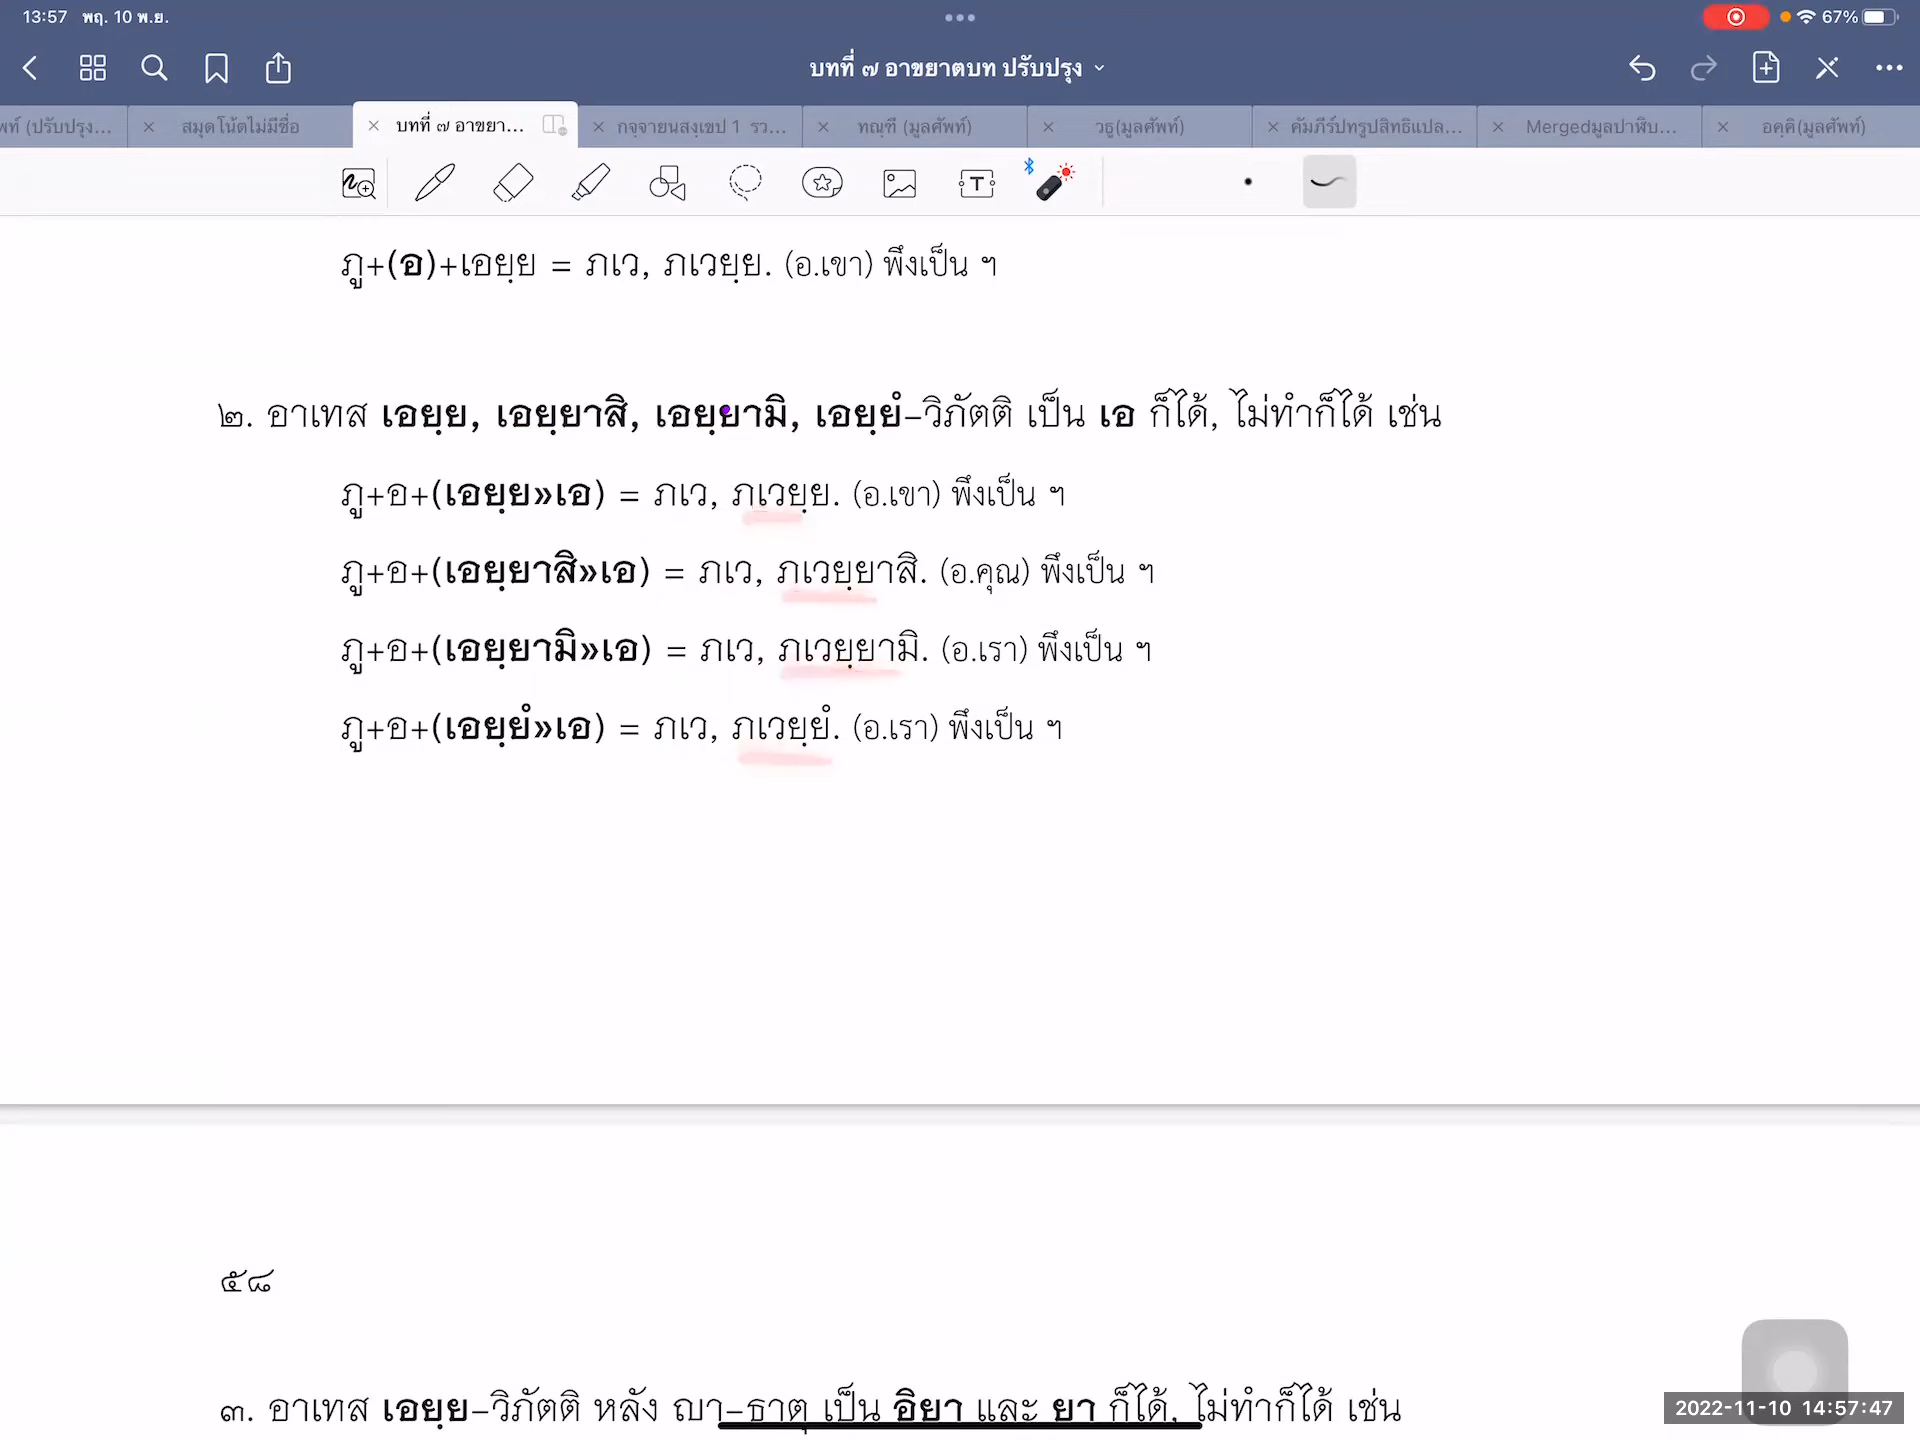 13:57 พฤ. 10 พ.ย.
67%
บทที่ ๗ อาขยาตบท ปรับปรุง
พท์ (ปรับปรุง...
สมุดโน้ตไม่มีชื่อ
บทที่ ๗ อาขยา...
กจฺจายนสงฺเขป 1 รว...
ทณฺฑี (มูลศัพท์)
วธู(มูลศัพท์)
คัมภีร์ปทรูปสิทธิแปล...
Mergedมูลปาฬิบ...
อคฺคิ(มูลศัพท์)
ภู+(อ)+เอยฺย = ภเว, ภเวยฺย. (อ.เขา) พึงเป็น ฯ
๒. อาเทส เอยฺย, เอยฺยาสิ, เอยฺยามิ, เอยฺยํ–วิภัตติ เป็น เอ ก็ได้, ไม่ทำก็ได้ เช่น
ภู+อ+(เอยฺย»เอ) = ภเว, ภเวยฺย. (อ.เขา) พึงเป็น ฯ
ภู+อ+(เอยฺยาสิ»เอ) = ภเว, ภเวยฺยาสิ. (อ.คุณ) พึงเป็น ฯ
ภู+อ+(เอยฺยามิ»เอ) = ภเว, ภเวยฺยามิ. (อ.เรา) พึงเป็น ฯ
ภู+อ+(เอยฺยํ»เอ) = ภเว, ภเวยฺยํ. (อ.เรา) พึงเป็น ฯ
๕๘
๓. อาเทส เอยฺย–วิภัตติ หลัง ญา–ธาตุ เป็น อิยา และ ยา ก็ได้, ไม่ทำก็ได้ เช่น
2022-11-10 14:57:47